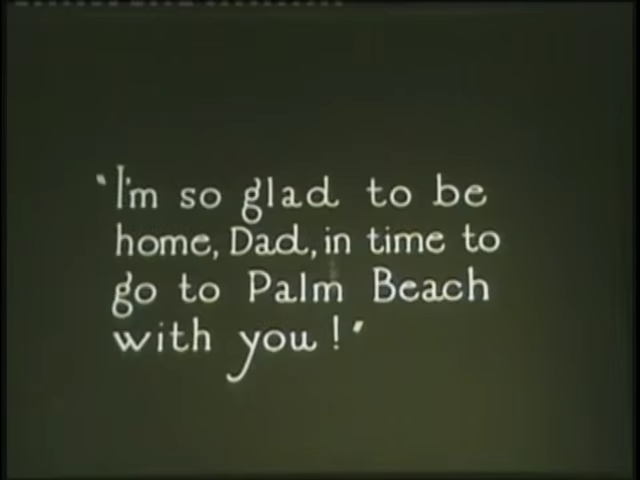 'I'm so glad to be
home, Dad, in time to
go to Palm Beach
with you!'